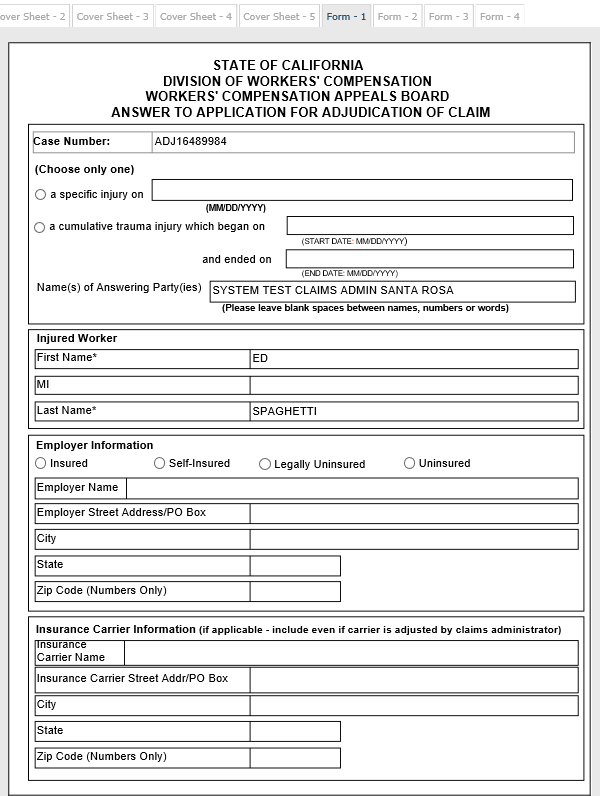 over Sheet - 2 Cover Sheet - 3 Cover Sheet - 4 Cover Sheet - 5 Form - 1 Form - 2 Form - 3 Form - 4
STATE OF CALIFORNIA
DIVISION OF WORKERS' COMPENSATION
WORKERS' COMPENSATION APPEALS BOARD
ANSWER TO APPLICATION FOR ADJUDICATION OF CLAIM
Case Number: ADJ16489984
(Choose only one)
a specific injury on
(MM/DD/YYYY)
a cumulative trauma injury which began on
(START DATE: MM/DD/YYYY)
and ended on
(END DATE: MM/DD/YYYY)
Name(s) of Answering Party(ies) SYSTEM TEST CLAIMS ADMIN SANTA ROSA
(Please leave blank spaces between names, numbers or words)
Injured Worker
First Name* ED
MI
Last Name* SPAGHETTI
Employer Information
Insured Self-Insured Legally Uninsured Uninsured
Employer Name
Employer Street Address/PO Box
City
State
Zip Code (Numbers Only)
Insurance Carrier Information (if applicable - include even if carrier is adjusted by claims administrator)
Insurance
Carrier Name
Insurance Carrier Street Addr/PO Box
City
State
Zip Code (Numbers Only)